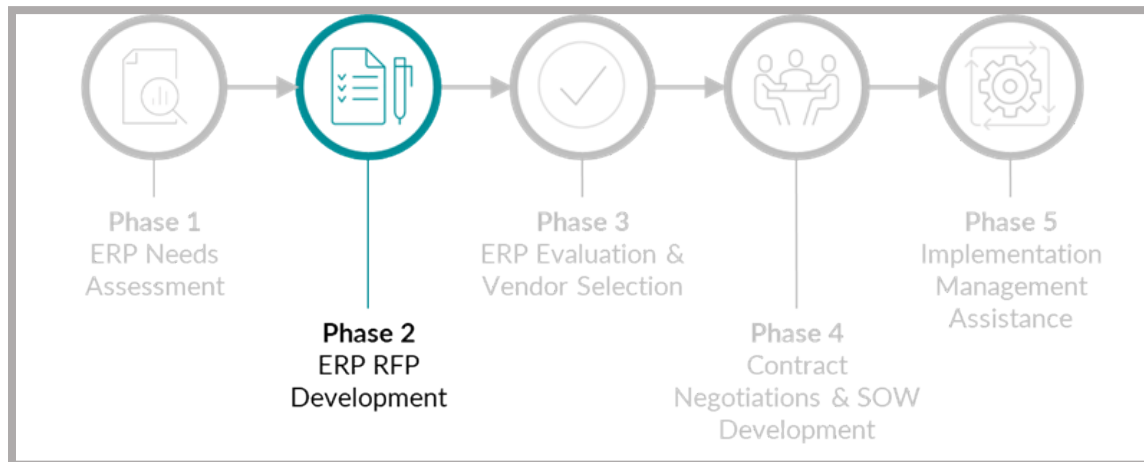 Phase 1
ERP Needs
Assessment
Phase 2
ERP RFP
Development
Phase 3
ERP Evaluation &
Vendor Selection
Phase 4
Contract
Negotiations & SOW
Development
Phase 5
Implementation
Management
Assistance